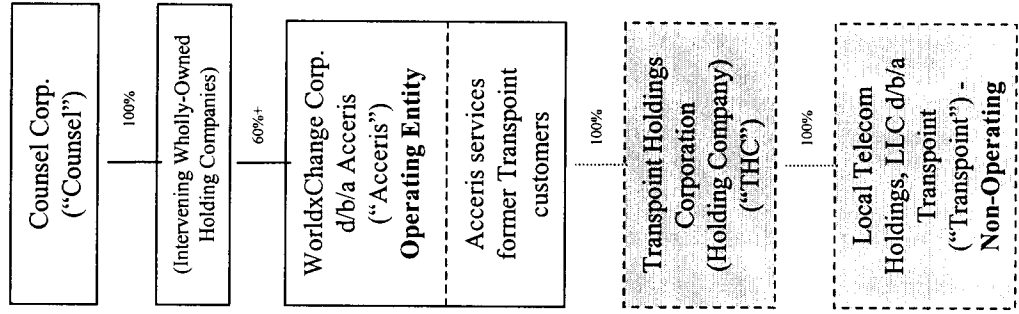 Counsel Corp.
("Counsel")
100%
(Intervening Wholly-Owned
Holding Companies)
60%+
WorldxChange Corp.
d/b/a Acceris
("Acceris")
Operating Entity
Acceris services
former Transpoint
customers
100%
Transpoint Holdings
Corporation
(Holding Company)
("THC")
100%
Local Telecom
Holdings, LLC d/b/a
Transpoint
("Transpoint") -
Non-Operating